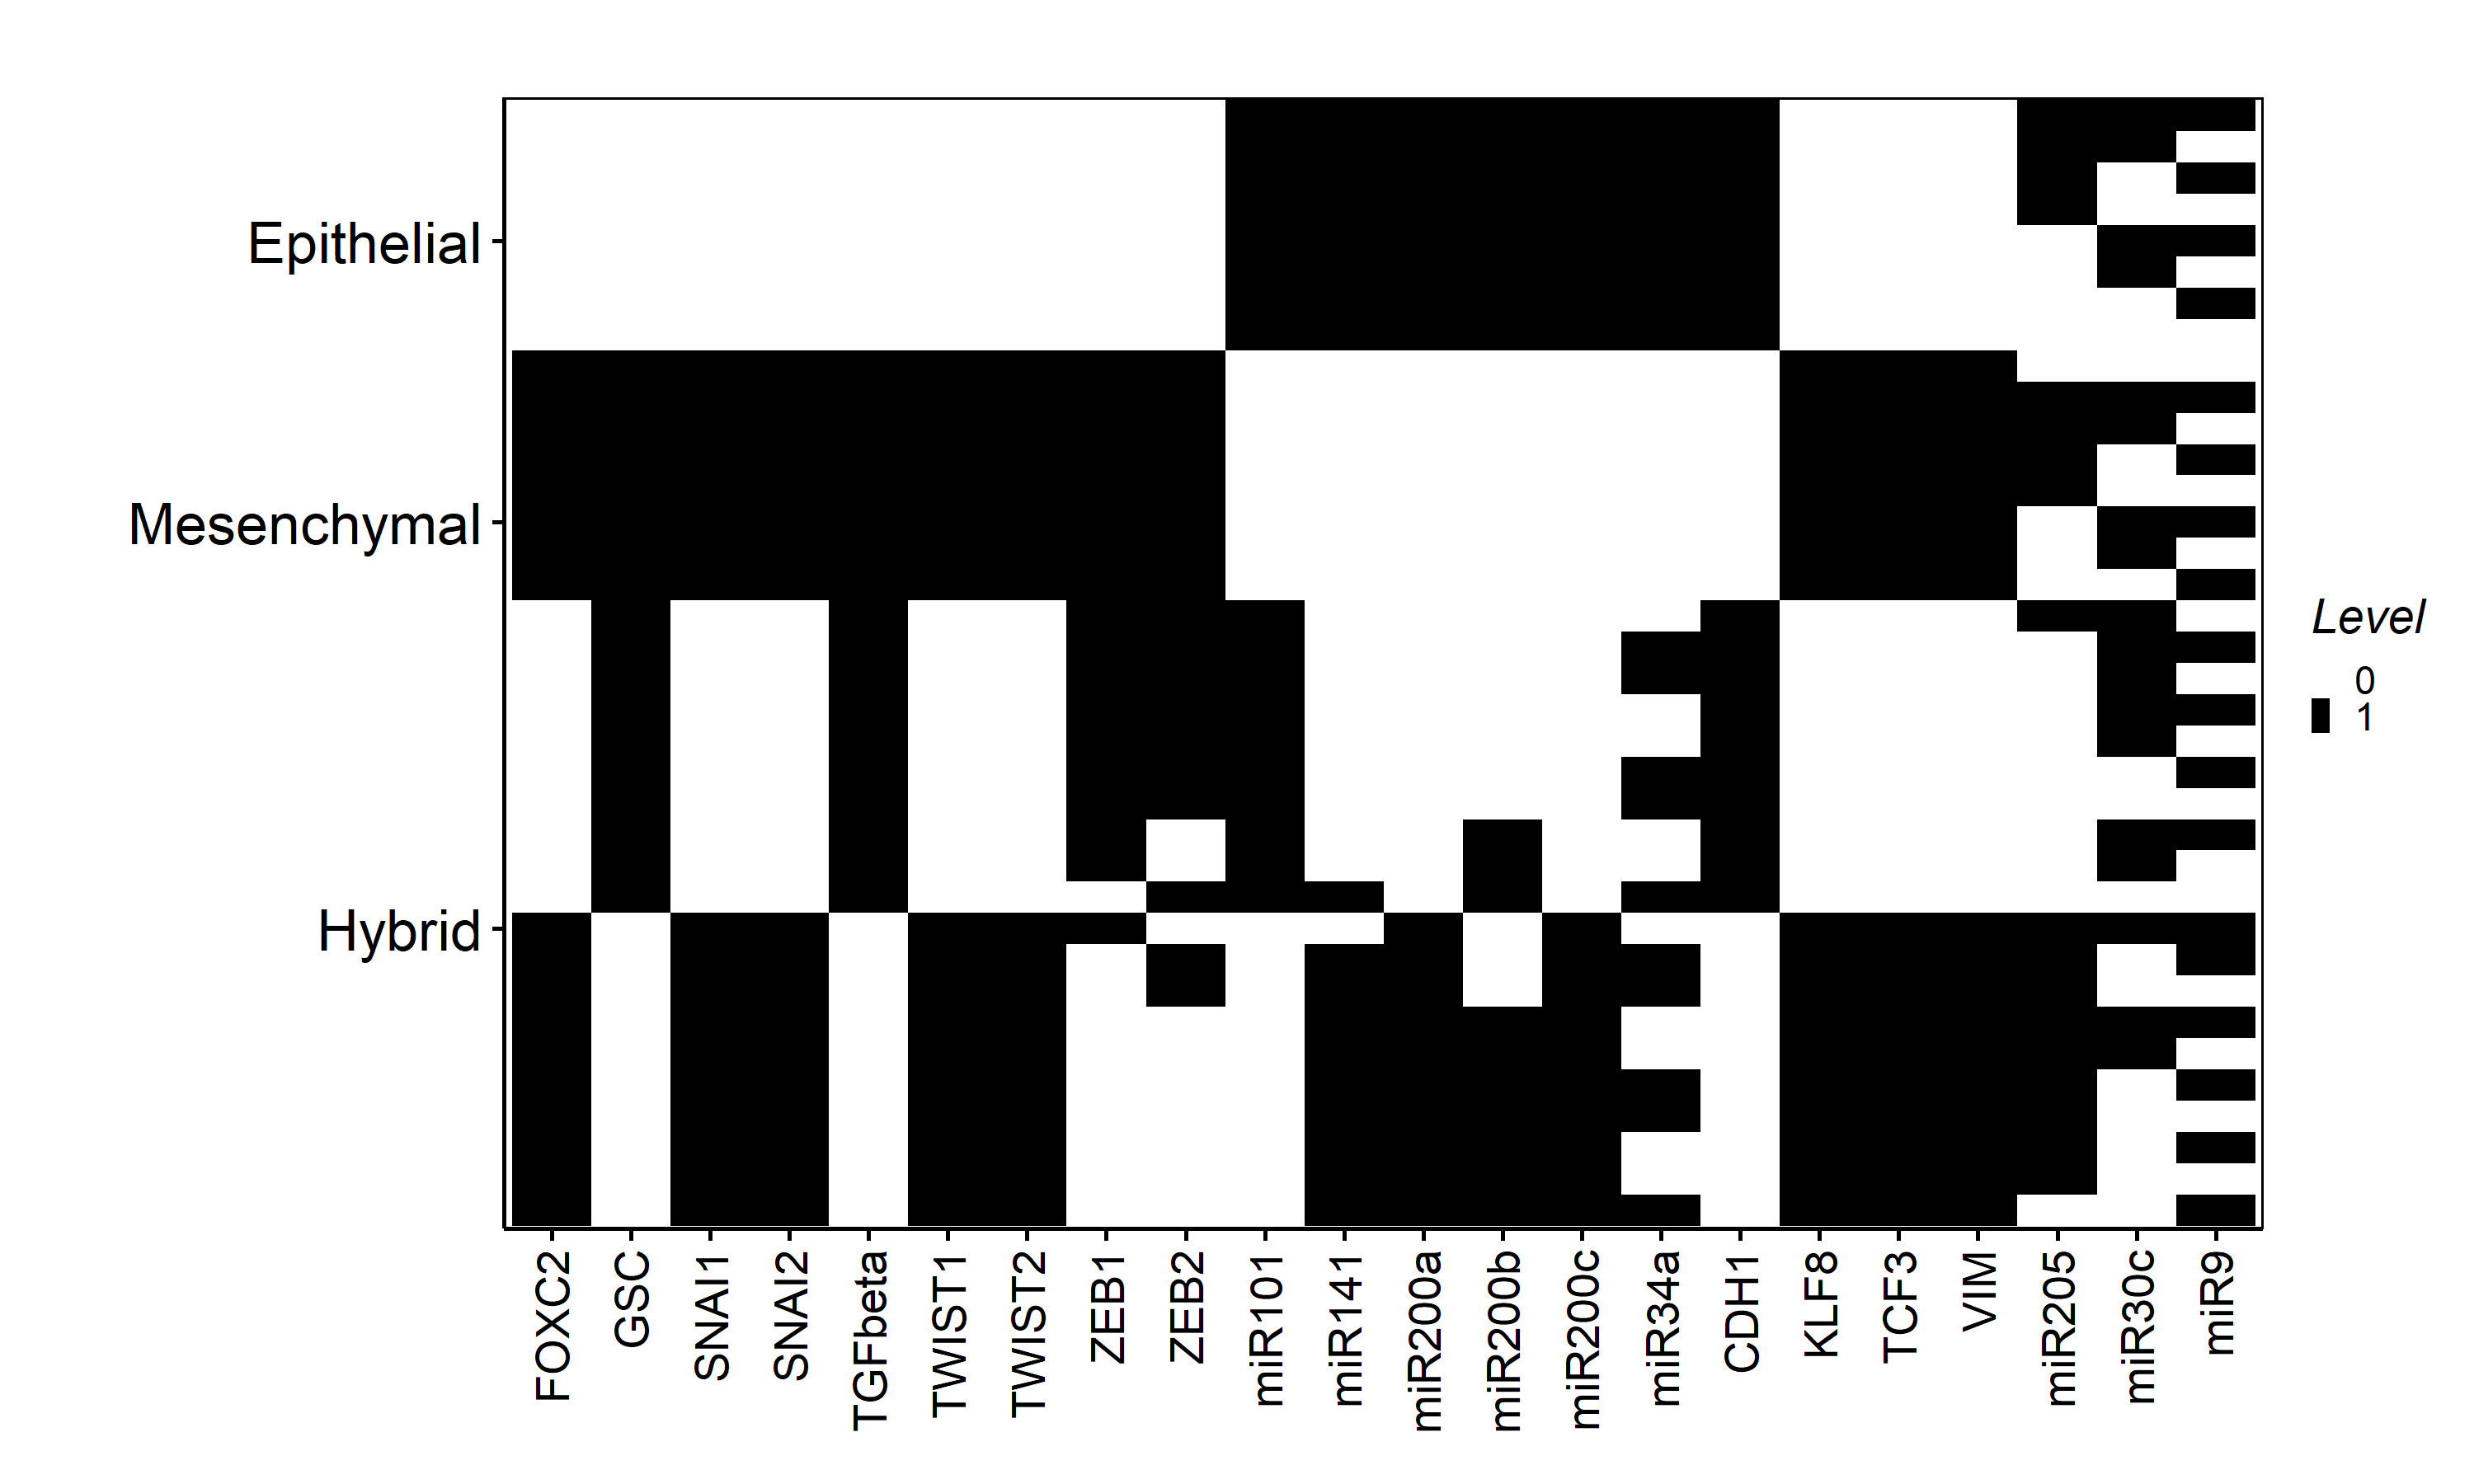 Epithelial
Mesenchymal
Hybrid
Level
0
1
FOXC2
GSC
SNAI1
SNAI2
TGFbeta
TWIST1
TWIST2
ZEB1
ZEB2
miR101
miR141
miR200a
miR200b
miR200c
miR34a
CDH1
KLF8
TCF3
VIM
miR205
miR30c
miR9